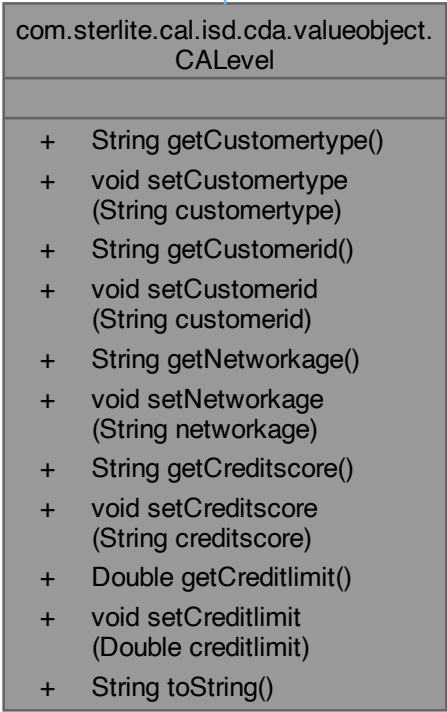 com.sterlite.cal.isd.cda.valueobject.
CALevel
+ String getCustomertype()
+ void setCustomertype
(String customertype)
+ String getCustomerid()
+ void setCustomerid
(String customerid)
+ String getNetworkage()
+ void setNetworkage
(String networkage)
+ String getCreditscore()
+ void setCreditscore
(String creditscore)
+ Double getCreditlimit()
+ void setCreditlimit
(Double creditlimit)
+ String toString()